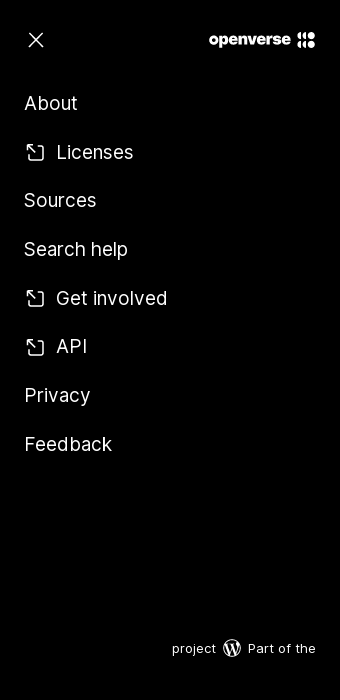 openverse
About
Licenses
Sources
Search help
Get involved
API
Privacy
Feedback
project Part of the